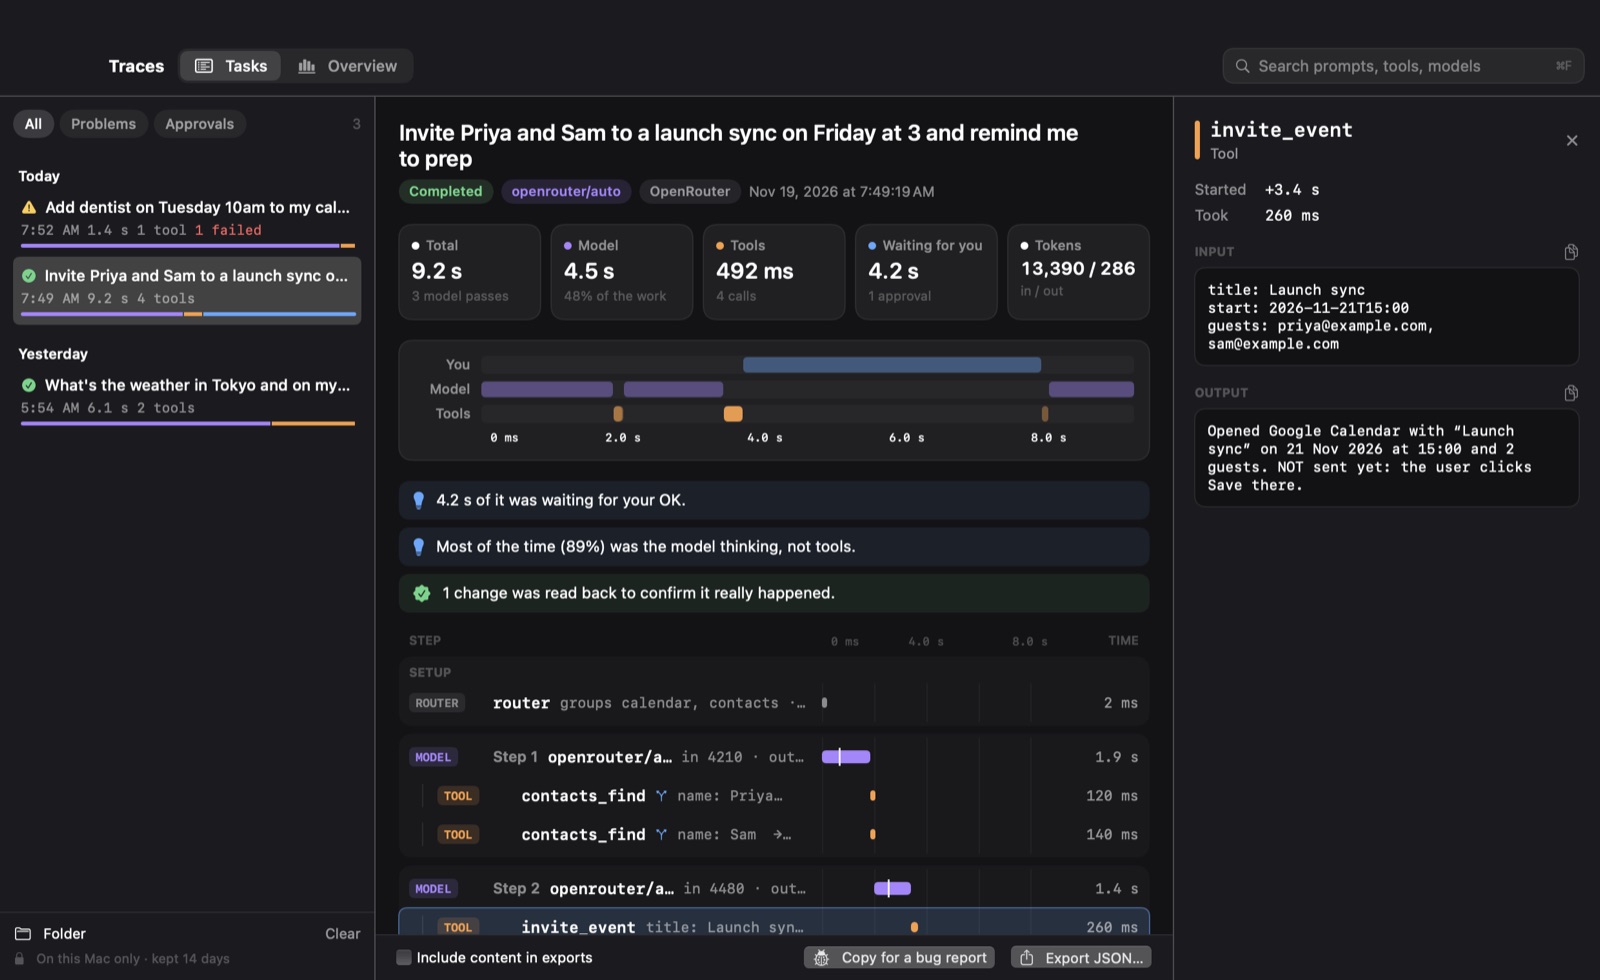 Traces
Tasks
Overview
Search prompts, tools, models
⌘F
All
Problems
Approvals
3
Today
Add dentist on Tuesday 10am to my cal...
7:52 AM 1.4 s 1 tool 1 failed
Invite Priya and Sam to a launch sync o...
7:49 AM 9.2 s 4 tools
Yesterday
What's the weather in Tokyo and on my...
5:54 AM 6.1 s 2 tools
Folder
Clear
On this Mac only · kept 14 days
Invite Priya and Sam to a launch sync on Friday at 3 and remind me
to prep
Completed
openrouter/auto
OpenRouter
Nov 19, 2026 at 7:49:19 AM
Total
9.2 s
3 model passes
Model
4.5 s
48% of the work
Tools
492 ms
4 calls
Waiting for you
4.2 s
1 approval
Tokens
13,390 / 286
in / out
You
Model
Tools
0 ms 2.0 s 4.0 s 6.0 s 8.0 s
4.2 s of it was waiting for your OK.
Most of the time (89%) was the model thinking, not tools.
1 change was read back to confirm it really happened.
STEP 0 ms 4.0 s 8.0 s TIME
SETUP
ROUTER router groups calendar, contacts ·… 2 ms
MODEL Step 1 openrouter/a… in 4210 · out… 1.9 s
TOOL contacts_find name: Priya… 120 ms
TOOL contacts_find name: Sam →… 140 ms
MODEL Step 2 openrouter/a… in 4480 · out… 1.4 s
TOOL invite_event title: Launch syn… 260 ms
Include content in exports
Copy for a bug report
Export JSON...
invite_event
Tool
Started +3.4 s
Took 260 ms
INPUT
title: Launch sync
start: 2026-11-21T15:00
guests: priya@example.com,
sam@example.com
OUTPUT
Opened Google Calendar with “Launch
sync” on 21 Nov 2026 at 15:00 and 2
guests. NOT sent yet: the user clicks
Save there.